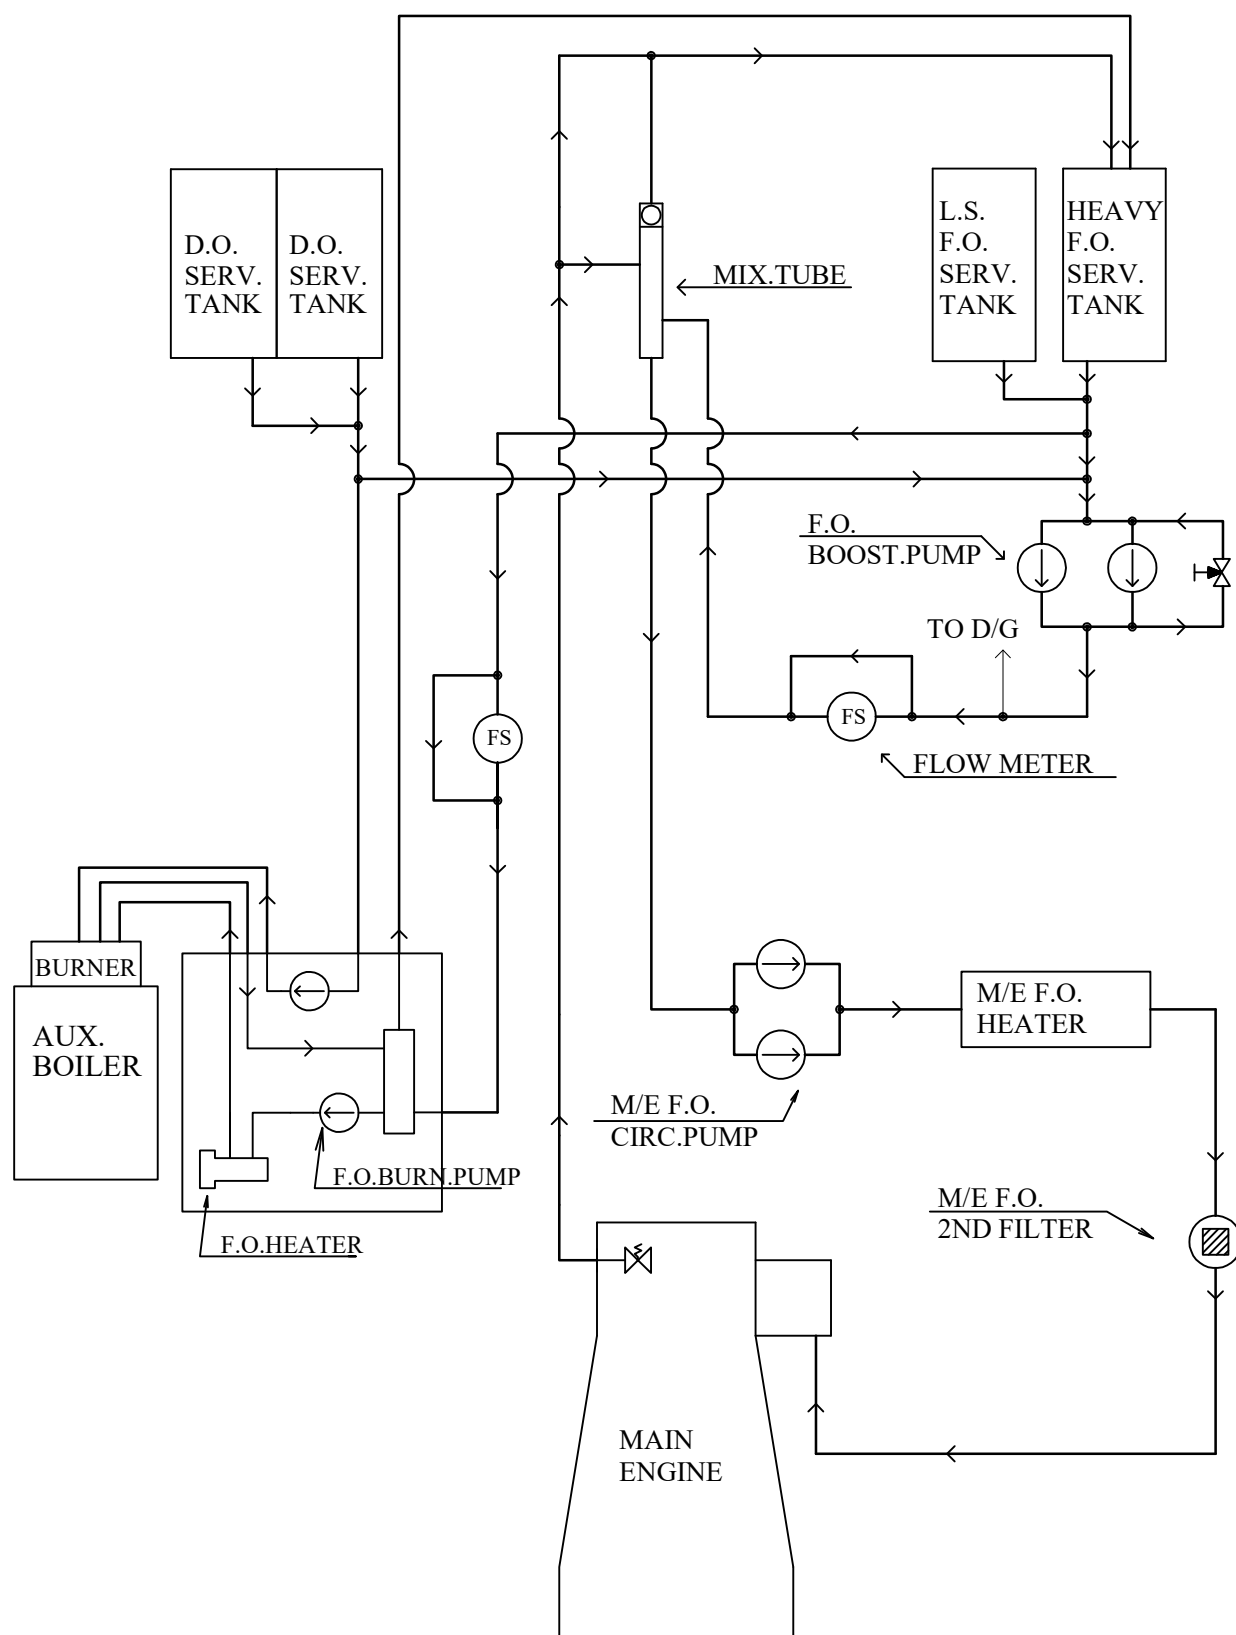 D.O.
SERV.
TANK
D.O.
SERV.
TANK
MIX.TUBE
L.S.
F.O.
SERV.
TANK
HEAVY
F.O.
SERV.
TANK
F.O.
BOOST.PUMP
TO D/G
FS
FLOW METER
FS
BURNER
AUX.
BOILER
F.O.BURN.PUMP
F.O.HEATER
M/E F.O.
CIRC.PUMP
M/E F.O.
HEATER
M/E F.O.
2ND FILTER
MAIN
ENGINE